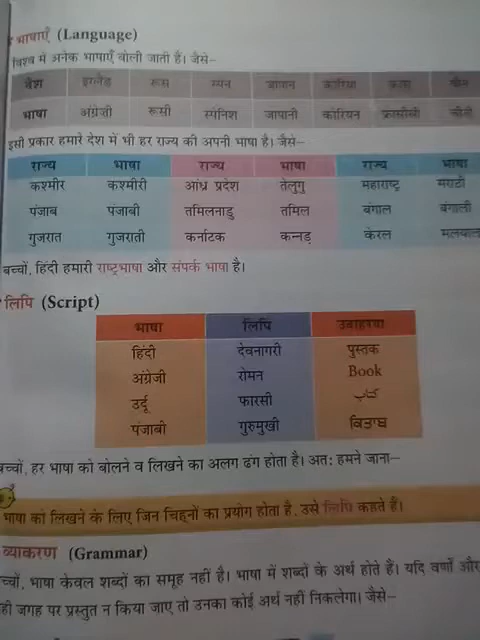 भाषाएँ (Language)
विश्व में अनेक भाषाएँ बोली जाती हैं। जैसे–
देश इंग्लैंड रूस स्पेन जापान कोरिया फ्रांस चीन
भाषा अंग्रेज़ी रूसी स्पेनिश जापानी कोरियन फ्रांसीसी चीनी
इसी प्रकार हमारे देश में भी हर राज्य की अपनी भाषा है। जैसे–
राज्य भाषा राज्य भाषा राज्य भाषा
कश्मीर कश्मीरी आंध्र प्रदेश तेलुगु महाराष्ट्र मराठी
पंजाब पंजाबी तमिलनाडु तमिल बंगाल बंगाली
गुजरात गुजराती कर्नाटक कन्नड़ केरल
बच्चों, हिंदी हमारी राष्ट्रभाषा और संपर्क भाषा है।
लिपि (Script)
भाषा लिपि उदाहरण
हिंदी देवनागरी पुस्तक
अंग्रेज़ी रोमन Book
उर्दू फारसी کتاب
पंजाबी गुरुमुखी ਕਿਤਾਬ
बच्चों, हर भाषा को बोलने व लिखने का अलग ढंग होता है। अतः हमने जाना–
भाषा को लिखने के लिए जिन चिह्नों का प्रयोग होता है, उसे लिपि कहते हैं।
व्याकरण (Grammar)
भाषा केवल शब्दों का समूह नहीं है। भाषा में शब्दों के अर्थ होते हैं। यदि वर्णों और
जगह पर प्रस्तुत न किया जाए तो उनका कोई अर्थ नहीं निकलेगा। जैसे–